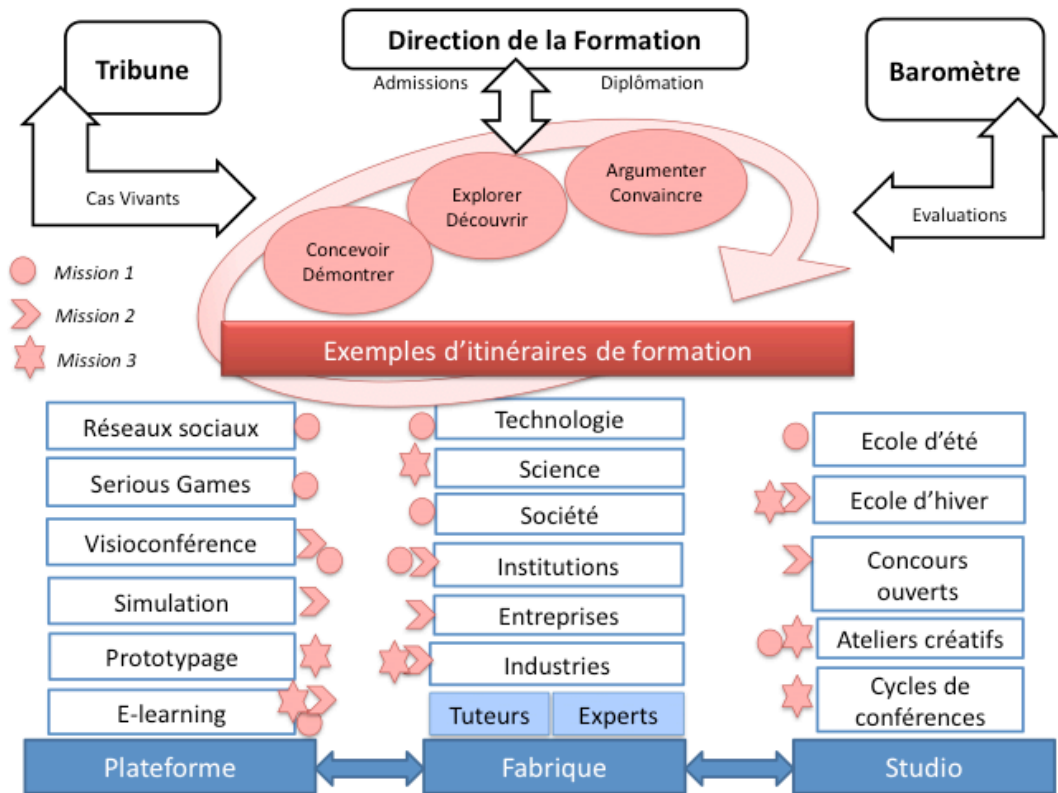 Tribune
Direction de la Formation
Baromètre
Admissions
Diplômation
Cas Vivants
Evaluations
Concevoir
Démontrer
Explorer
Découvrir
Argumenter
Convaincre
Mission 1
Mission 2
Mission 3
Exemples d'itinéraires de formation
Réseaux sociaux
Serious Games
Visioconférence
Simulation
Prototypage
E-learning
Plateforme
Technologie
Science
Société
Institutions
Entreprises
Industries
Tuteurs
Experts
Fabrique
Ecole d'été
Ecole d'hiver
Concours
ouverts
Ateliers créatifs
Cycles de
conférences
Studio